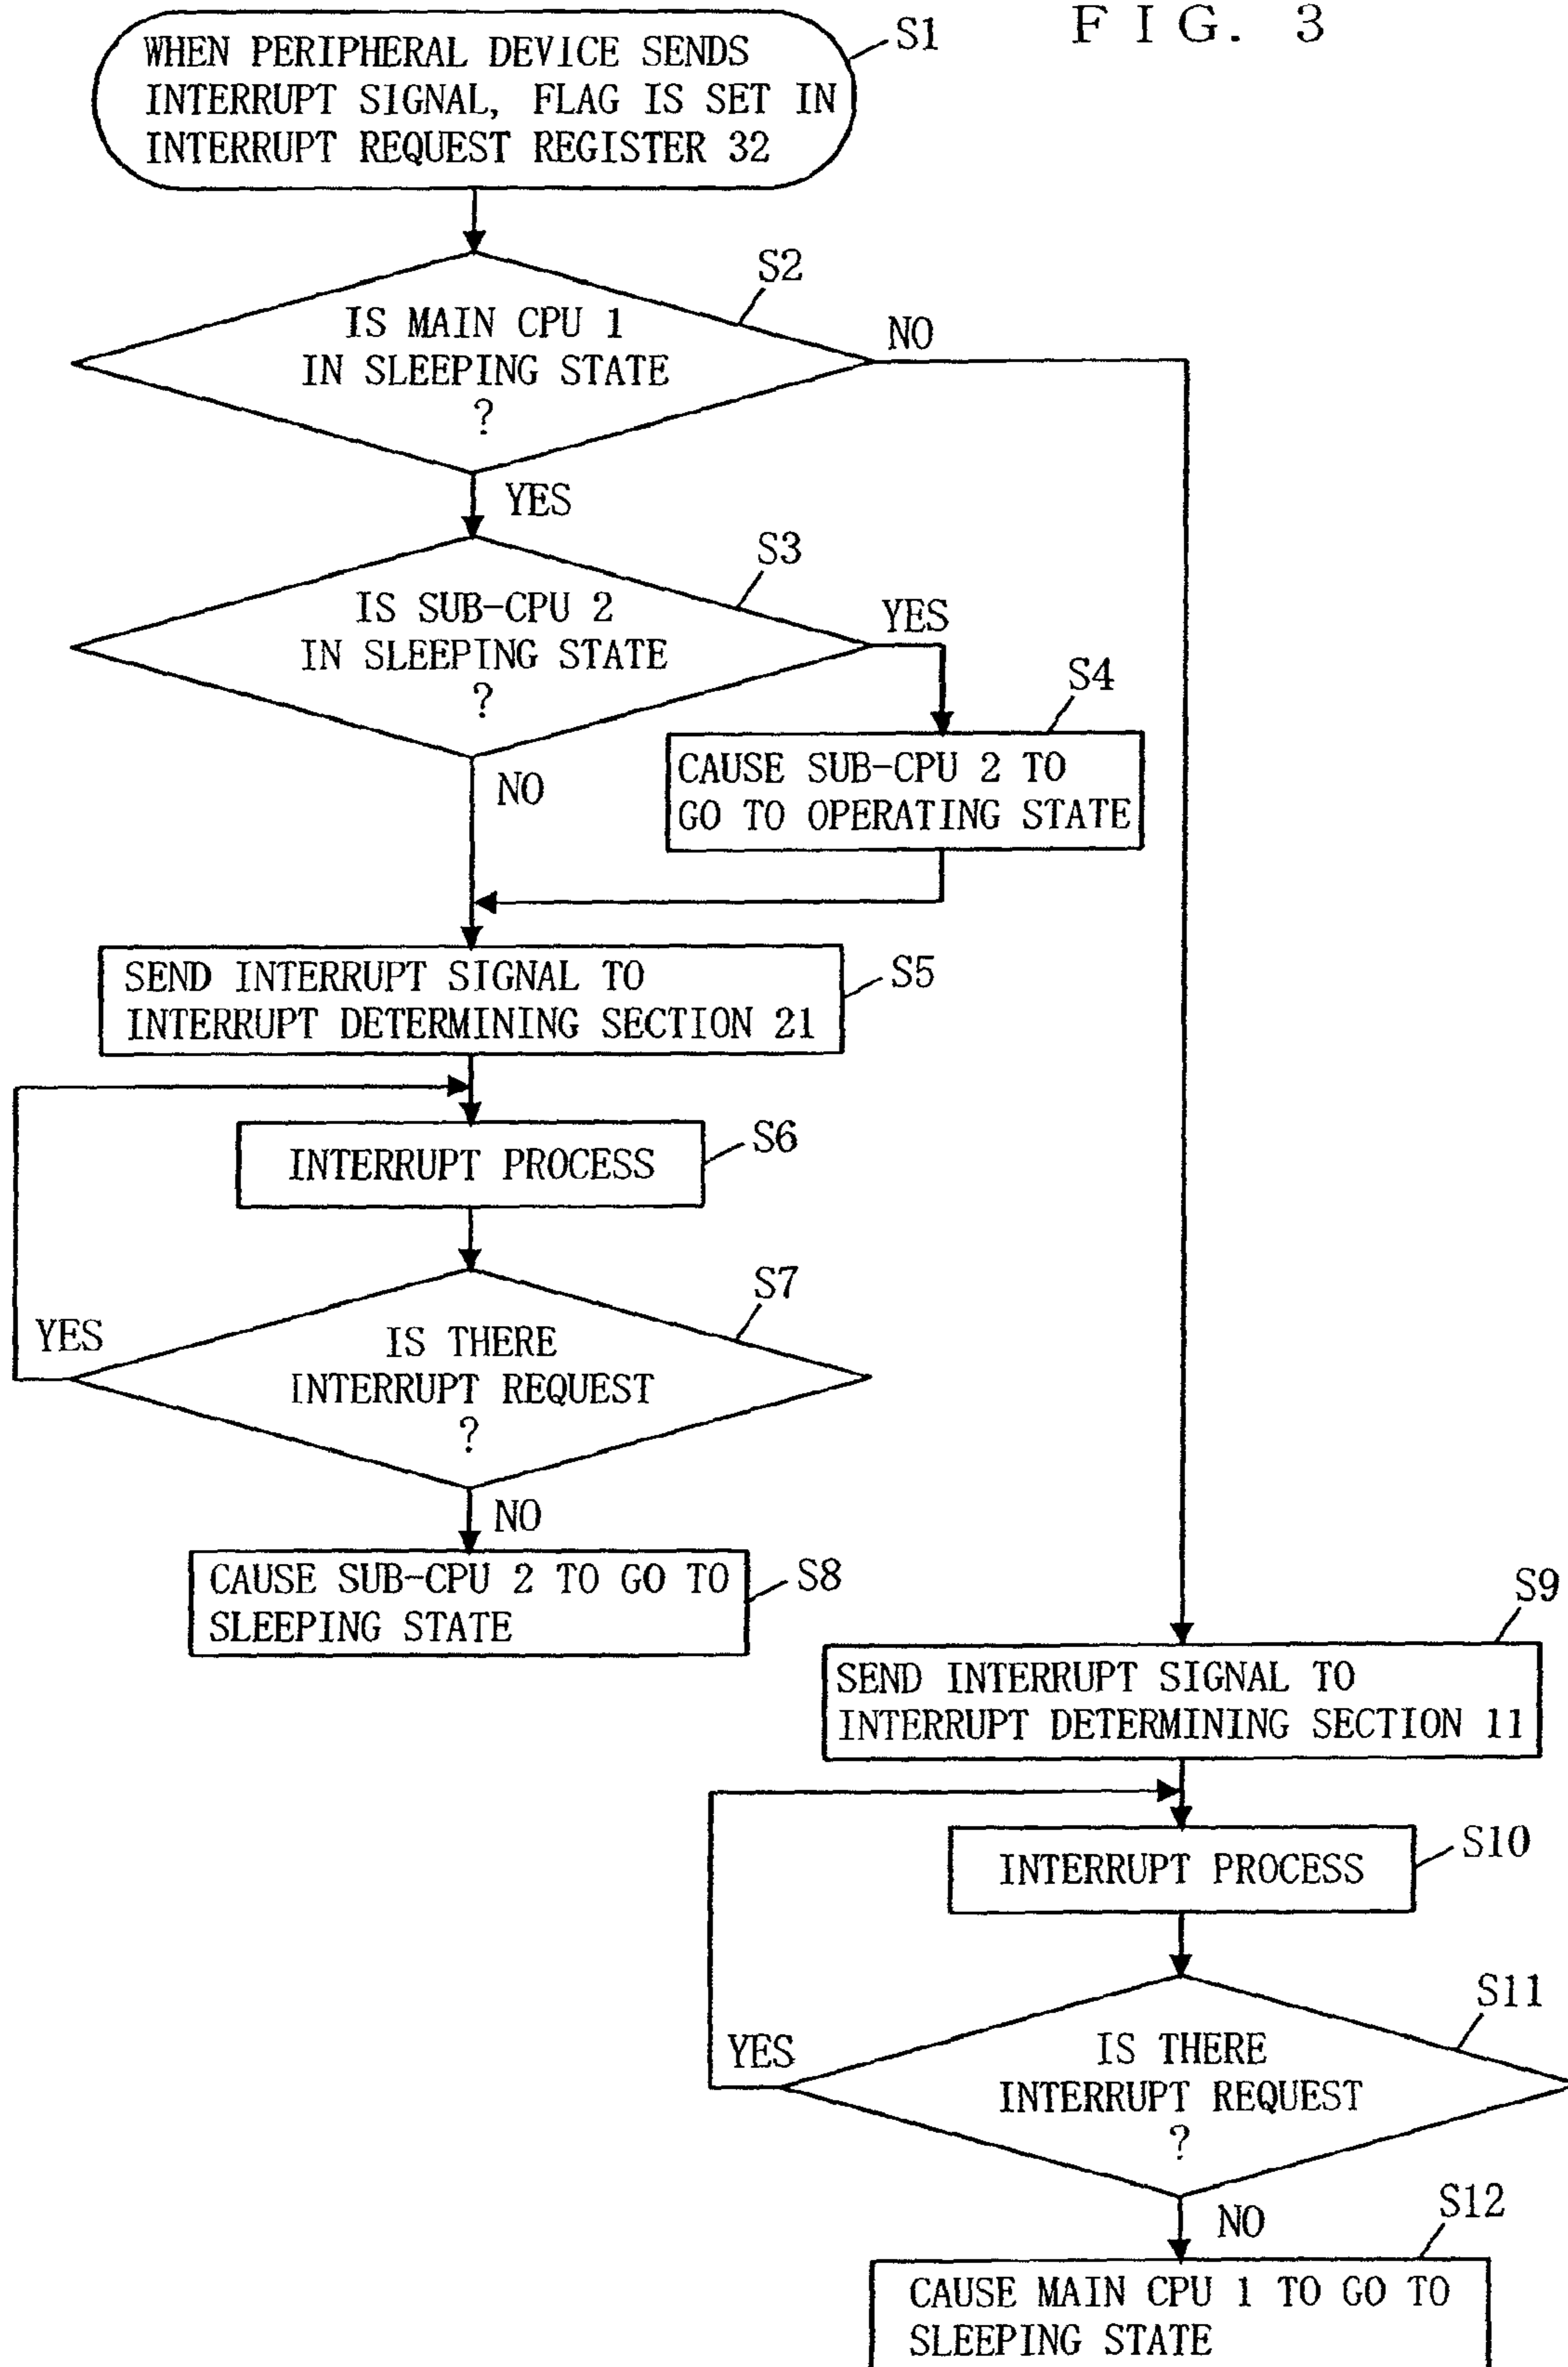 FIG. 3
WHEN PERIPHERAL DEVICE SENDS
INTERRUPT SIGNAL, FLAG IS SET IN
INTERRUPT REQUEST REGISTER 32
S1
S2
IS MAIN CPU 1
IN SLEEPING STATE
?
NO
YES
S3
IS SUB-CPU 2
IN SLEEPING STATE
?
YES
NO
S4
CAUSE SUB-CPU 2 TO
GO TO OPERATING STATE
SEND INTERRUPT SIGNAL TO
INTERRUPT DETERMINING SECTION 21
S5
INTERRUPT PROCESS
S6
S7
IS THERE
INTERRUPT REQUEST
?
YES
NO
CAUSE SUB-CPU 2 TO GO TO
SLEEPING STATE
S8
S9
SEND INTERRUPT SIGNAL TO
INTERRUPT DETERMINING SECTION 11
INTERRUPT PROCESS
S10
S11
IS THERE
INTERRUPT REQUEST
?
YES
NO
S12
CAUSE MAIN CPU 1 TO GO TO
SLEEPING STATE